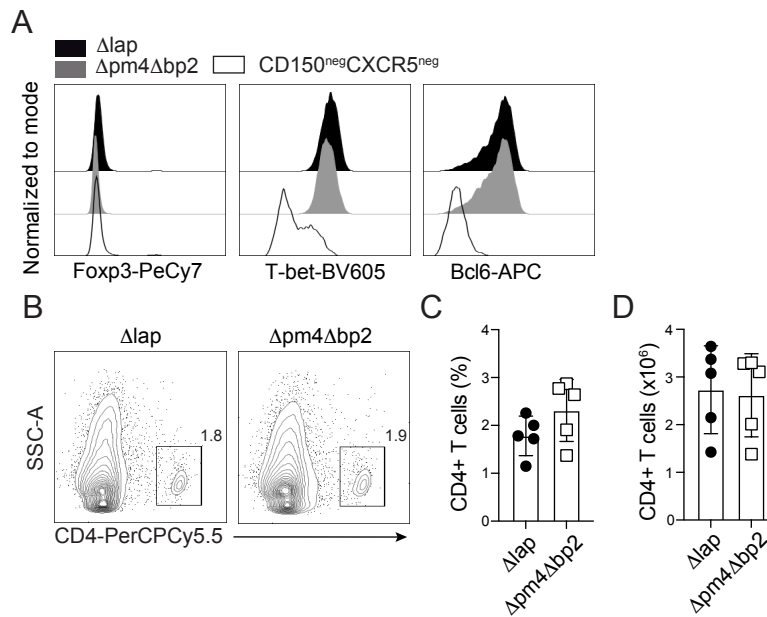 A
Δlap
Δpm4Δbp2
CD150negCXCR5neg
Normalized to mode
Foxp3-PeCy7
T-bet-BV605
Bcl6-APC
B
Δlap
Δpm4Δbp2
SSC-A
1.8
1.9
CD4-PerCPCy5.5
C
CD4+ T cells (%)
4
3
2
1
0
Δlap
Δpm4Δbp2
D
CD4+ T cells (x10⁶)
4
3
2
1
0
Δlap
Δpm4Δbp2